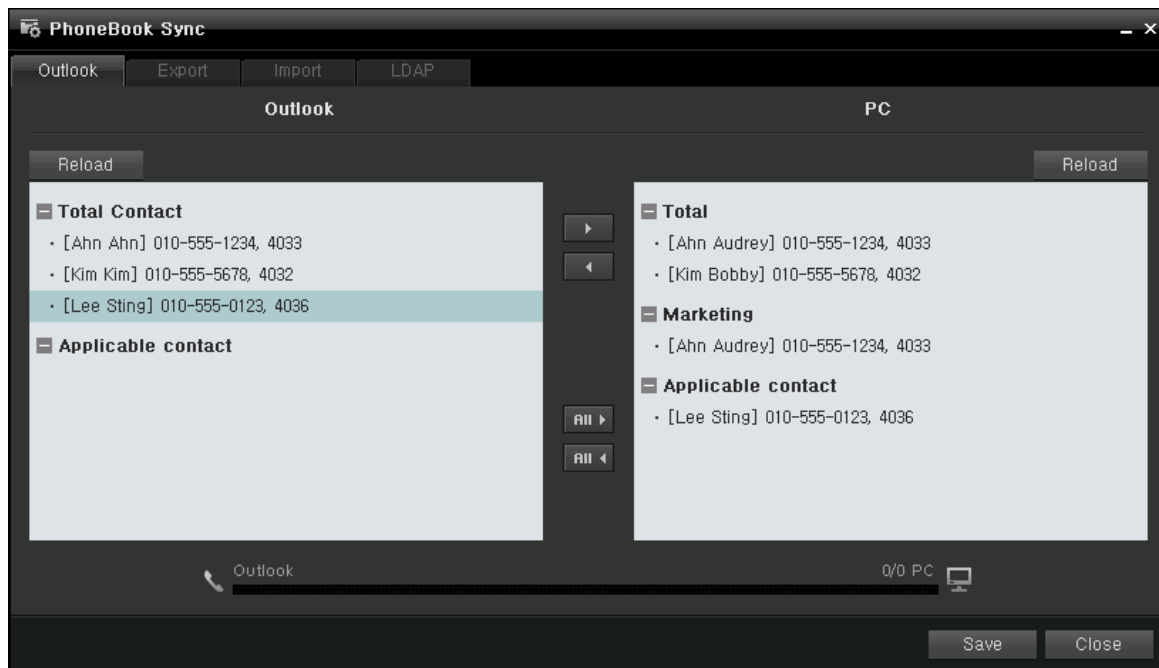 PhoneBook Sync
Outlook
Export
Import
LDAP
Outlook
PC
Reload
Reload
Total Contact
· [Ahn Ahn] 010-555-1234, 4033
· [Kim Kim] 010-555-5678, 4032
· [Lee Sting] 010-555-0123, 4036
Applicable contact
All
All
Total
· [Ahn Audrey] 010-555-1234, 4033
· [Kim Bobby] 010-555-5678, 4032
Marketing
· [Ahn Audrey] 010-555-1234, 4033
Applicable contact
· [Lee Sting] 010-555-0123, 4036
Outlook
0/0 PC
Save
Close